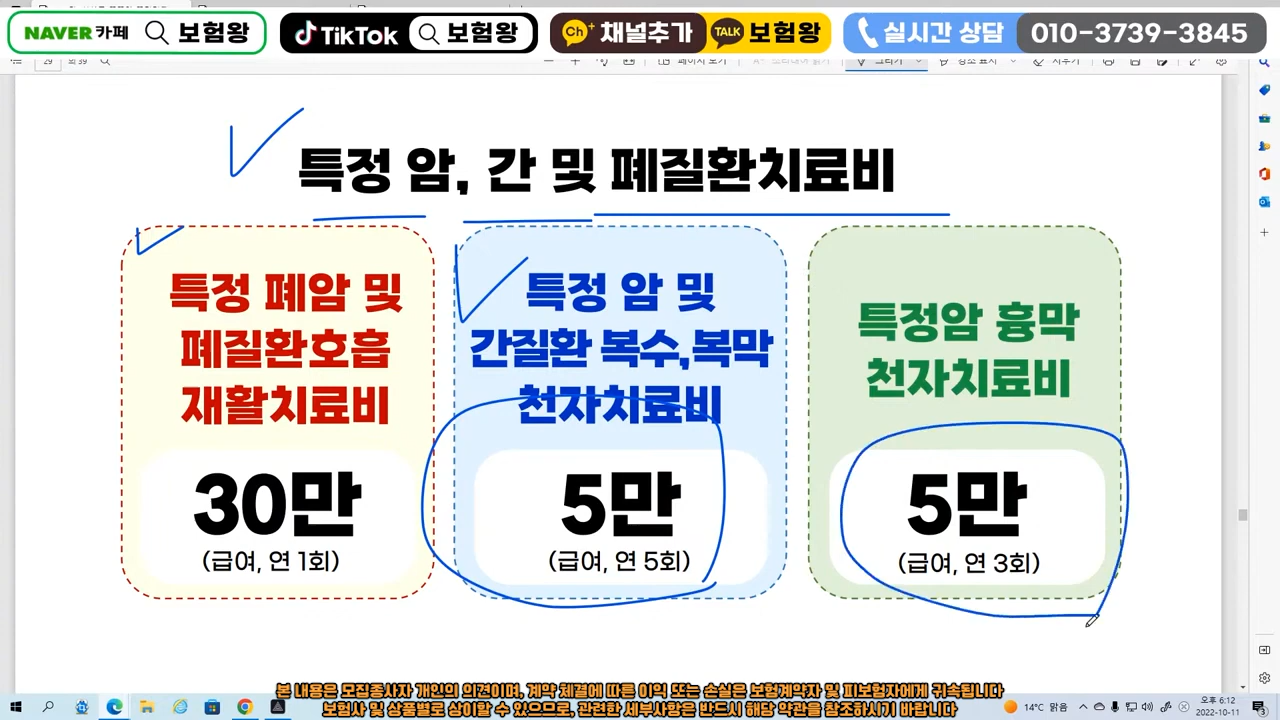 NAVER 카페 보험왕
TikTok 보험왕
Ch+ 채널추가 TALK 보험왕
실시간 상담 010-3739-3845
29
특정 암, 간 및 폐질환치료비
특정 폐암 및
폐질환호흡
재활치료비
30만
(급여, 연 1회)
특정 암 및
간질환 복수,복막
천자치료비
5만
(급여, 연 5회)
특정암 흉막
천자치료비
5만
(급여, 연 3회)
본 내용은 모집종사자 개인의 의견이며, 계약 체결에 따른 이익 또는 손실은 보험계약자 및 피보험자에게 귀속됩니다
보험사 및 상품별로 상이할 수 있으므로, 관련한 세부사항은 반드시 해당 약관을 참조하시기 바랍니다
14℃ 맑음
오후 6:12
2022-10-11